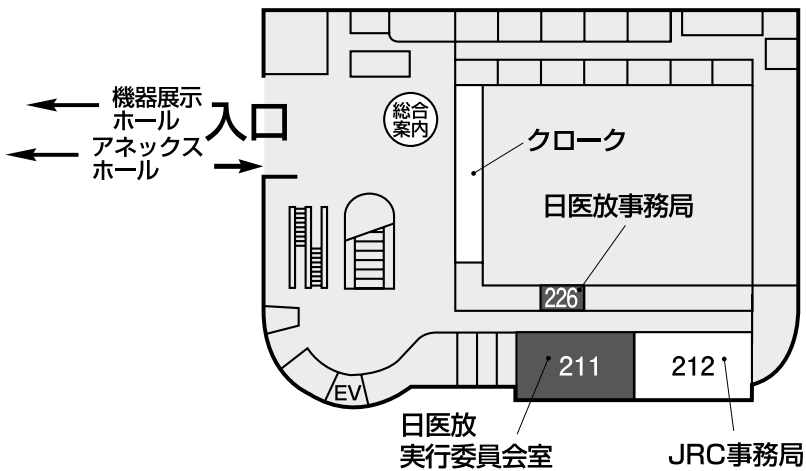 機器展示
ホール
入口
アネックス
ホール
総合
案内
クローク
日医放事務局
226
211
212
EV
日医放
実行委員会室
JRC事務局